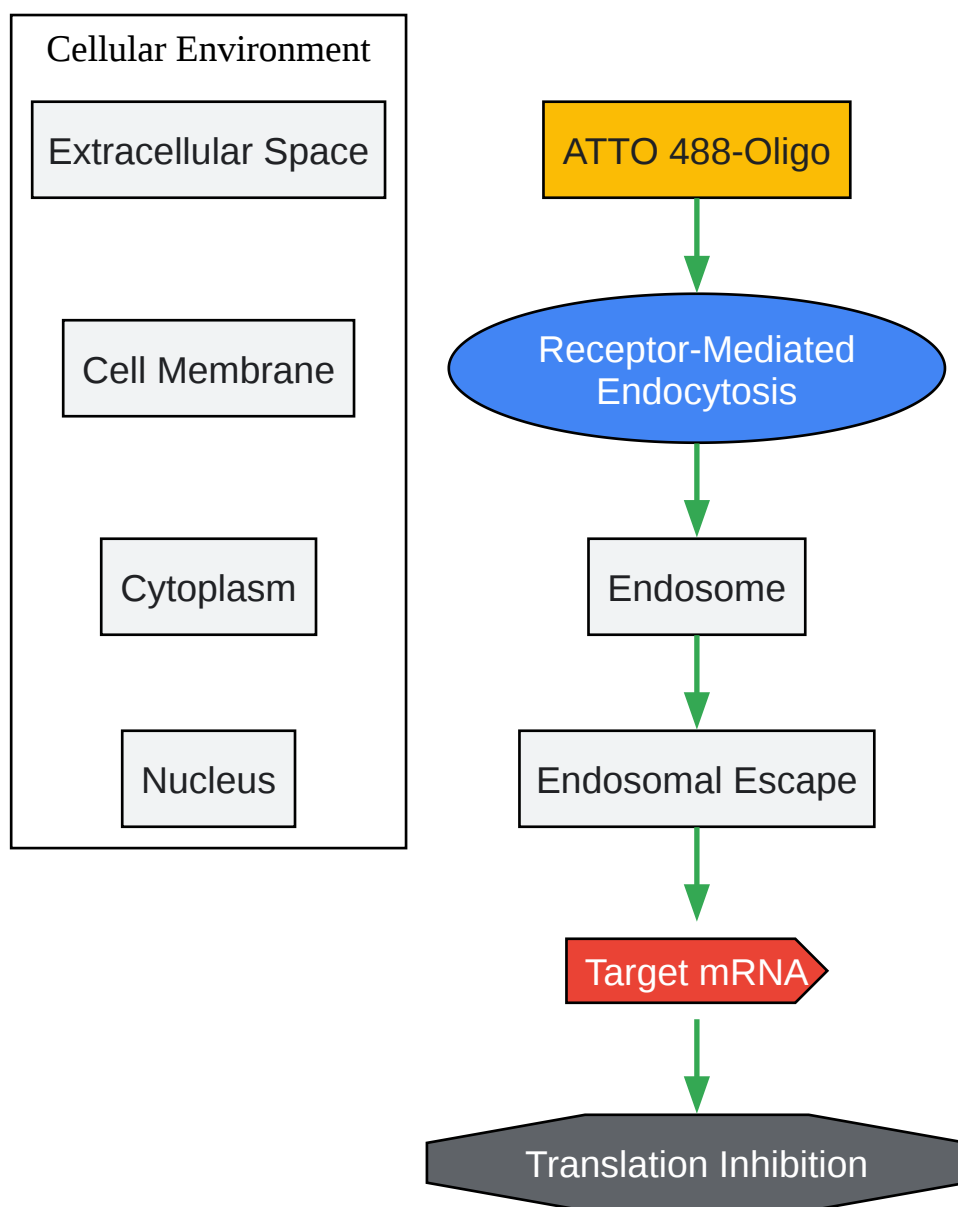 Cellular Environment
Extracellular Space
Cell Membrane
Cytoplasm
Nucleus
ATTO 488-Oligo
Receptor-Mediated
Endocytosis
Endosome
Endosomal Escape
Target mRNA
Translation Inhibition